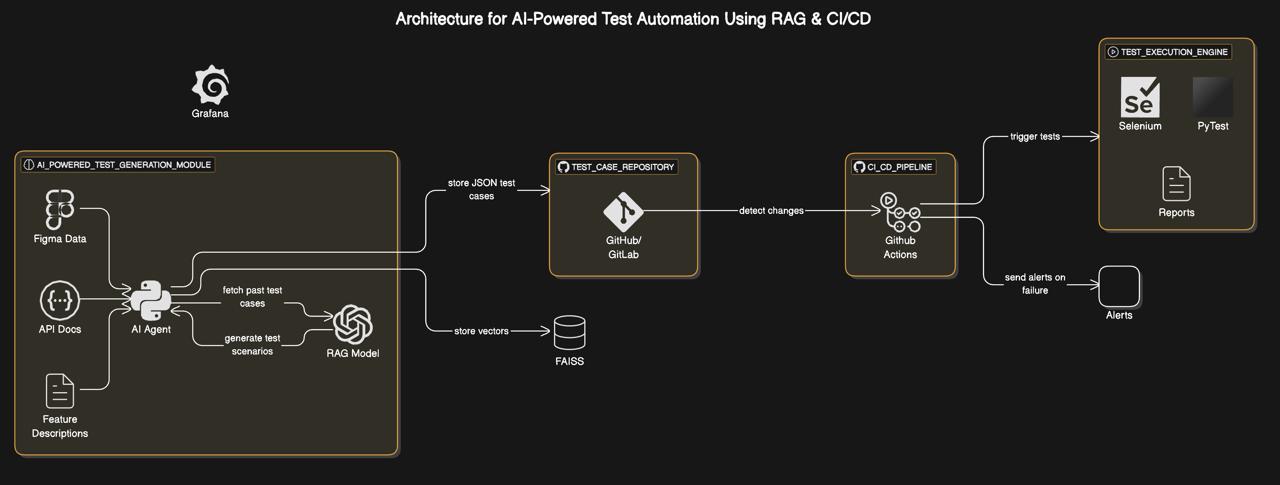 Architecture for AI-Powered Test Automation Using RAG & CI/CD
Grafana
AI_POWERED_TEST_GENERATION_MODULE
Figma Data
API Docs
Feature
Descriptions
AI Agent
fetch past test
cases
generate test
scenarios
RAG Model
store JSON test
cases
store vectors
FAISS
TEST_CASE_REPOSITORY
GitHub/
GitLab
detect changes
CI_CD_PIPELINE
Github
Actions
trigger tests
send alerts on
failure
TEST_EXECUTION_ENGINE
Se
Selenium
PyTest
Reports
Alerts